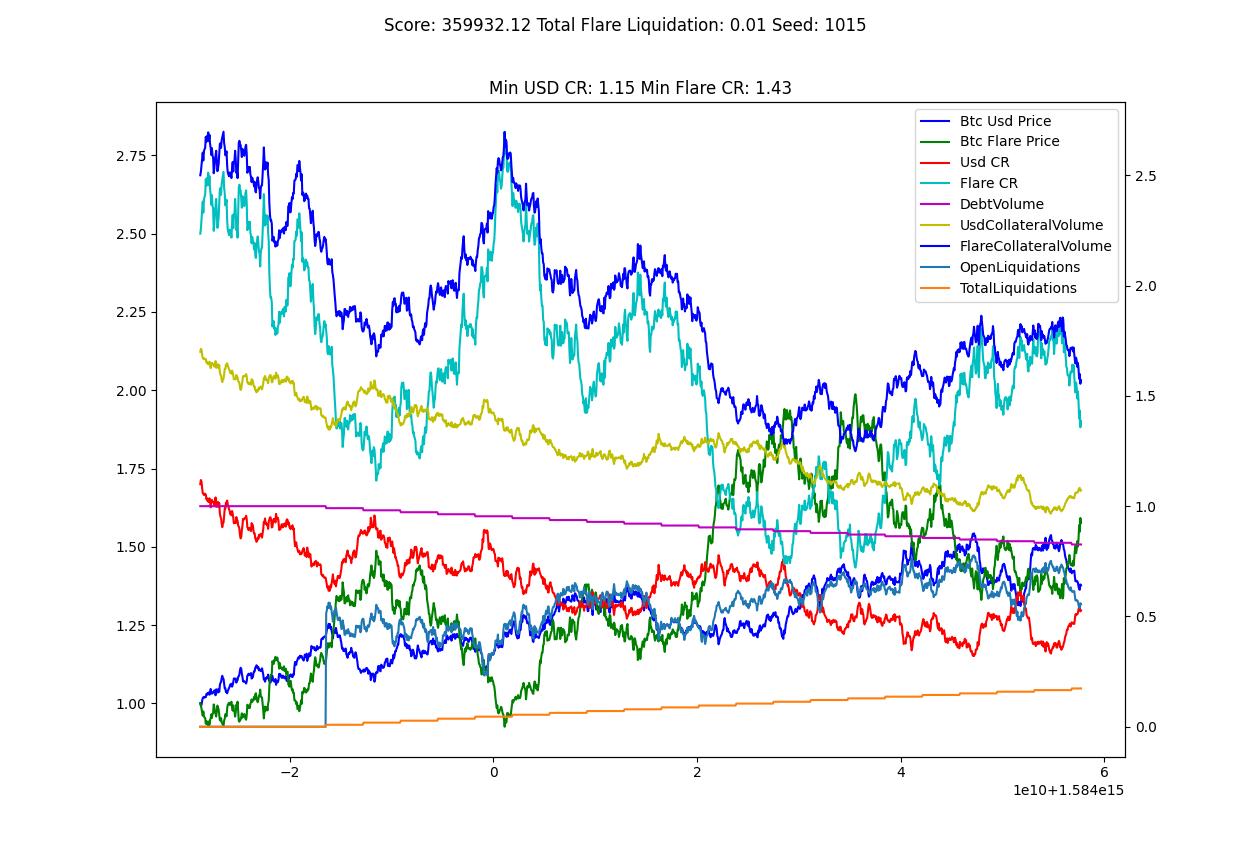 Score: 359932.12 Total Flare Liquidation: 0.01 Seed: 1015
Min USD CR: 1.15 Min Flare CR: 1.43
Btc Usd Price
Btc Flare Price
Usd CR
Flare CR
DebtVolume
UsdCollateralVolume
FlareCollateralVolume
OpenLiquidations
TotalLiquidations
2.75
2.50
2.25
2.00
1.75
1.50
1.25
1.00
2.5
2.0
1.5
1.0
0.5
0.0
−2 0 2 4 6
1e10+1.584e15